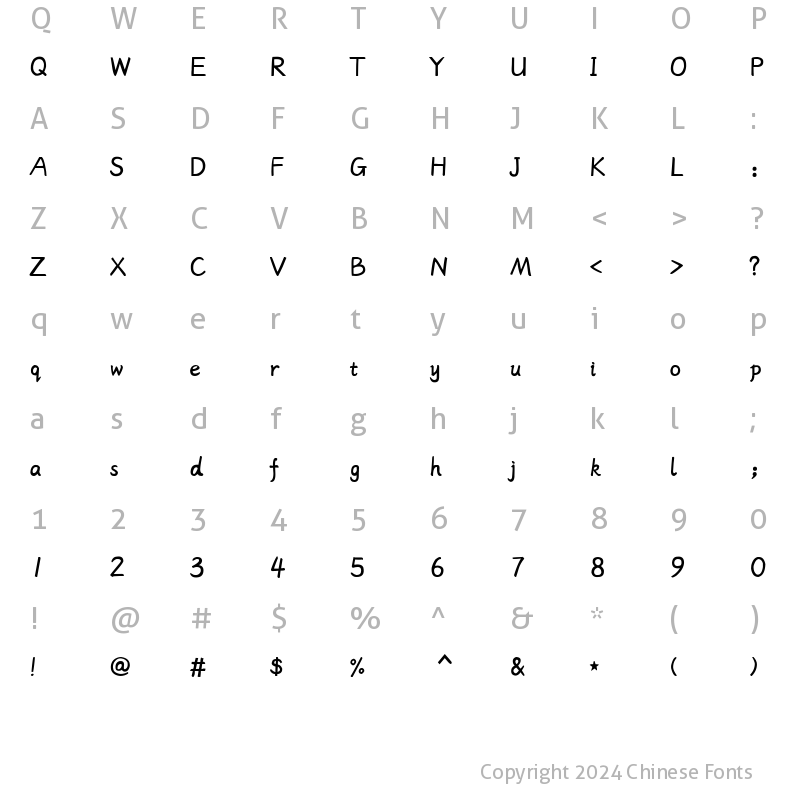 Q W E R T Y U I O P
Q W E R T Y U I O P
A S D F G H J K L :
A S D F G H J K L :
Z X C V B N M < > ?
Z X C V B N M < > ?
q w e r t y u i o p
q w e r t y u i o p
a s d f g h j k l ;
a s d f g h j k l ;
1 2 3 4 5 6 7 8 9 0
1 2 3 4 5 6 7 8 9 0
! @ # $ % ^ & * ( )
! @ # $ % ^ & * ( )
Copyright 2024 Chinese Fonts